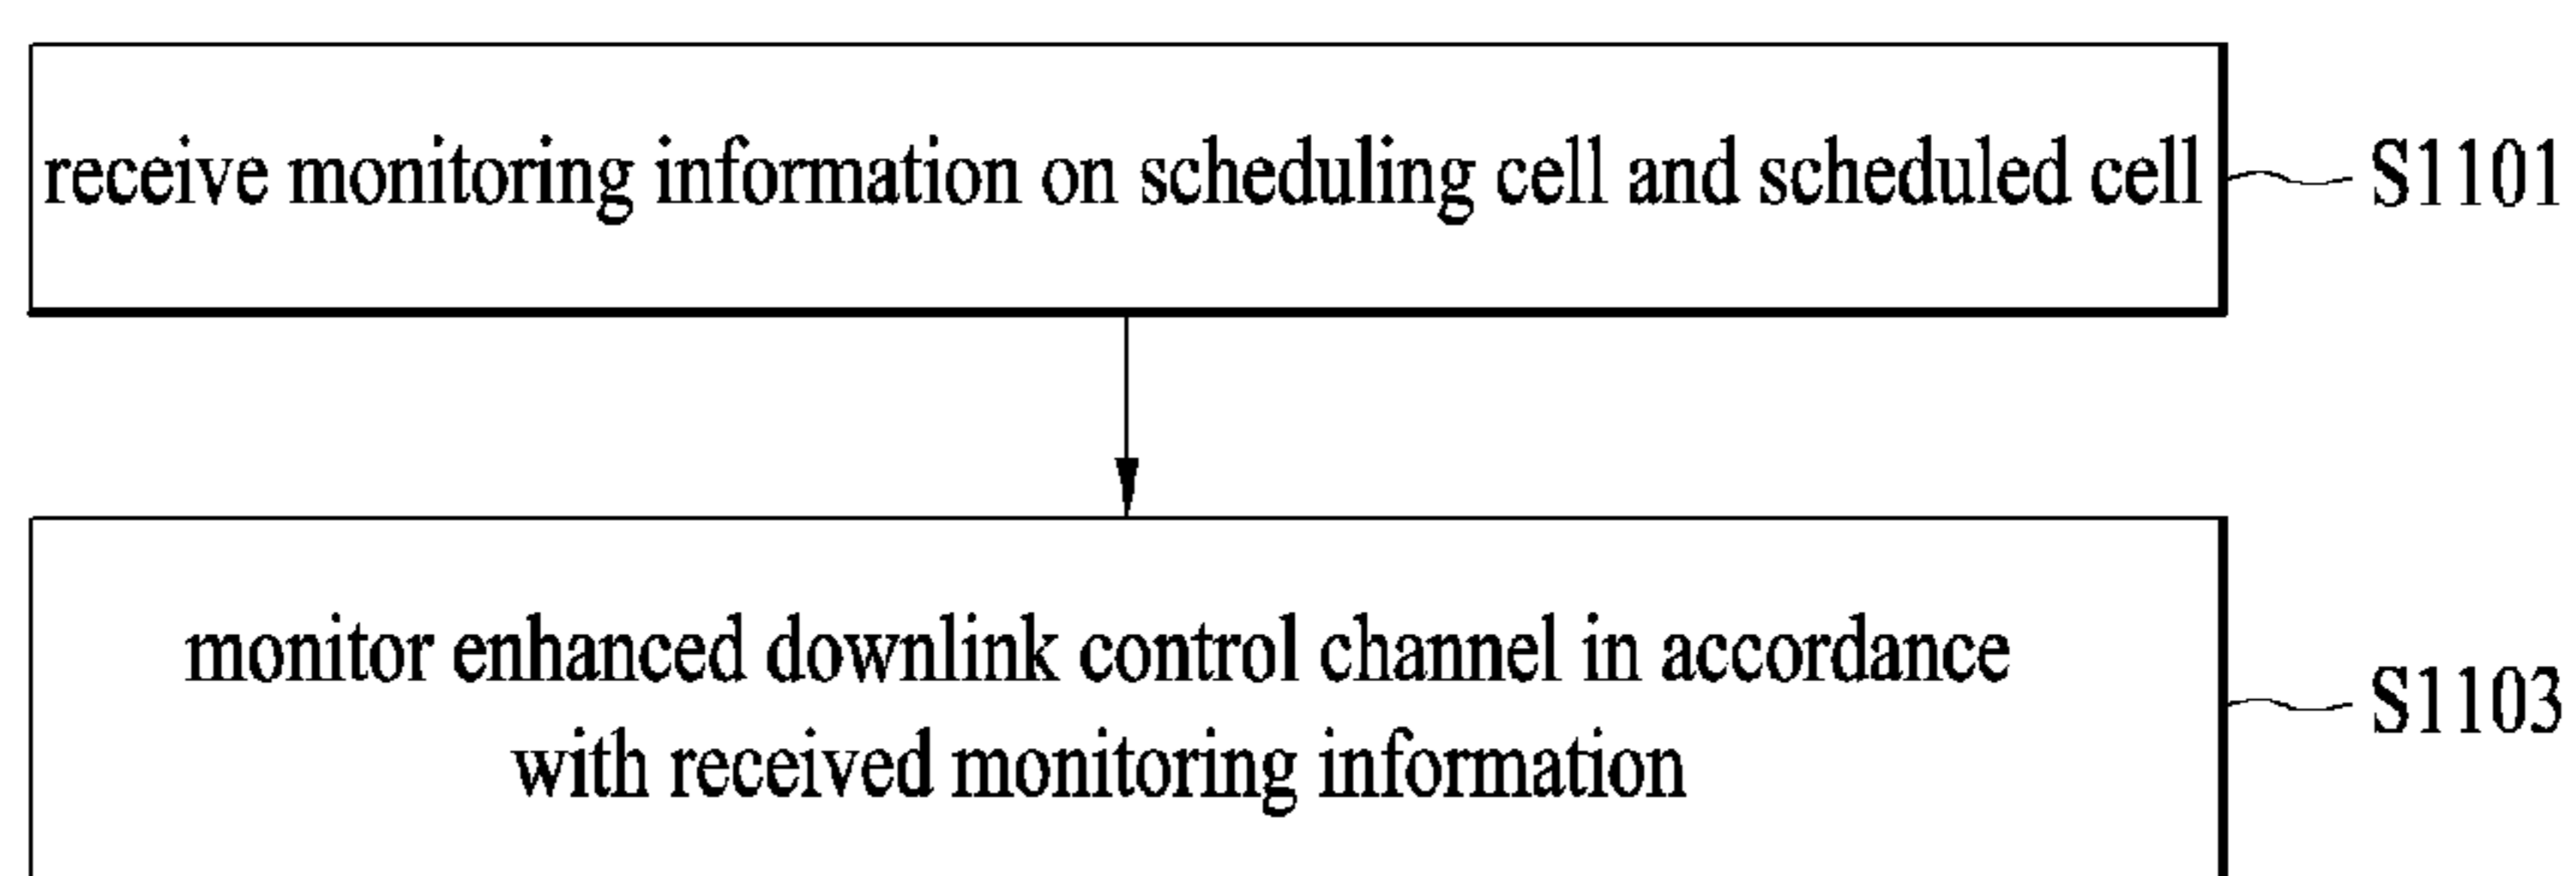 receive monitoring information on scheduling cell and scheduled cell
S1101
monitor enhanced downlink control channel in accordance
with received monitoring information
S1103